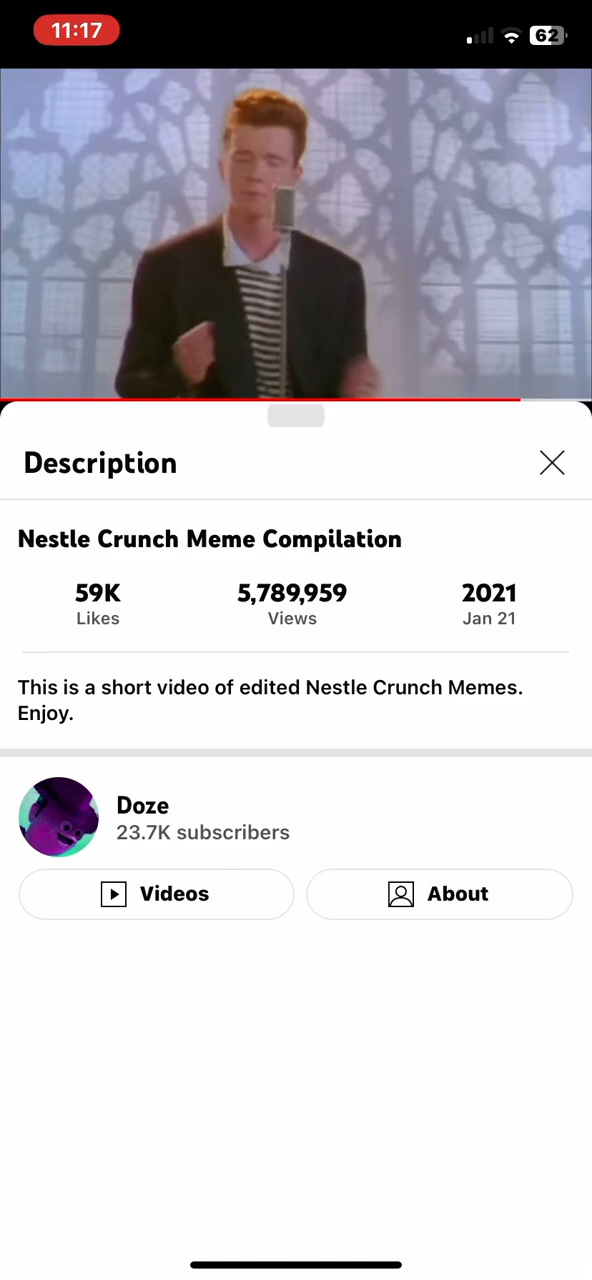 11:17
62
Description
Nestle Crunch Meme Compilation
59K 5,789,959 2021
Likes Views Jan 21
This is a short video of edited Nestle Crunch Memes.
Enjoy.
Doze
23.7K subscribers
Videos About